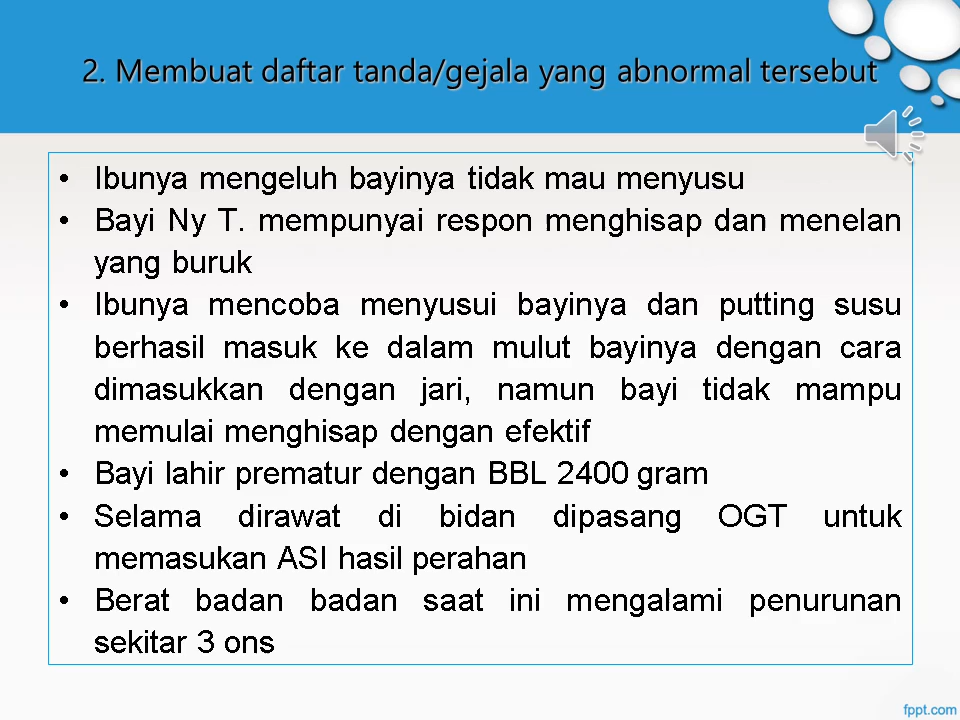 2. Membuat daftar tanda/gejala yang abnormal tersebut
• Ibunya mengeluh bayinya tidak mau menyusu
• Bayi Ny T. mempunyai respon menghisap dan menelan
yang buruk
• Ibunya mencoba menyusui bayinya dan putting susu
berhasil masuk ke dalam mulut bayinya dengan cara
dimasukkan dengan jari, namun bayi tidak mampu
memulai menghisap dengan efektif
• Bayi lahir prematur dengan BBL 2400 gram
• Selama dirawat di bidan dipasang OGT untuk
memasukan ASI hasil perahan
• Berat badan badan saat ini mengalami penurunan
sekitar 3 ons
fppt.com